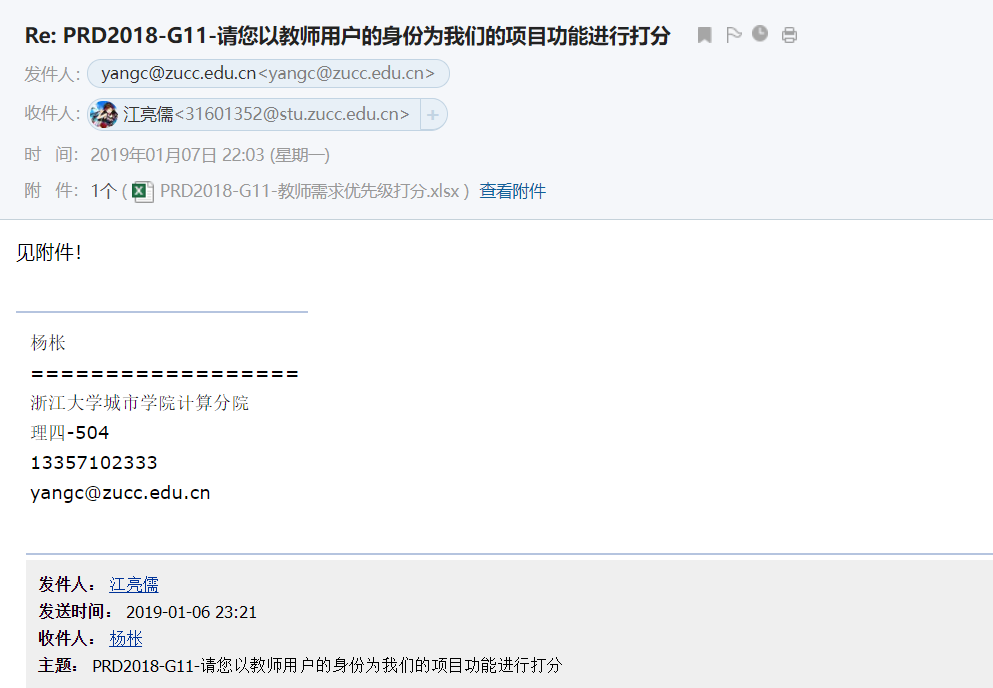 Re: PRD2018-G11-请您以教师用户的身份为我们的项目功能进行打分
发件人: yangc@zucc.edu.cn<yangc@zucc.edu.cn>
收件人: 江亮儒<31601352@stu.zucc.edu.cn> +
时 间: 2019年01月07日 22:03 (星期一)
附 件: 1个 ( PRD2018-G11-教师需求优先级打分.xlsx ) 查看附件
见附件!
杨枨
==================
浙江大学城市学院计算分院
理四-504
13357102333
yangc@zucc.edu.cn
发件人: 江亮儒
发送时间: 2019-01-06 23:21
收件人: 杨枨
主题: PRD2018-G11-请您以教师用户的身份为我们的项目功能进行打分